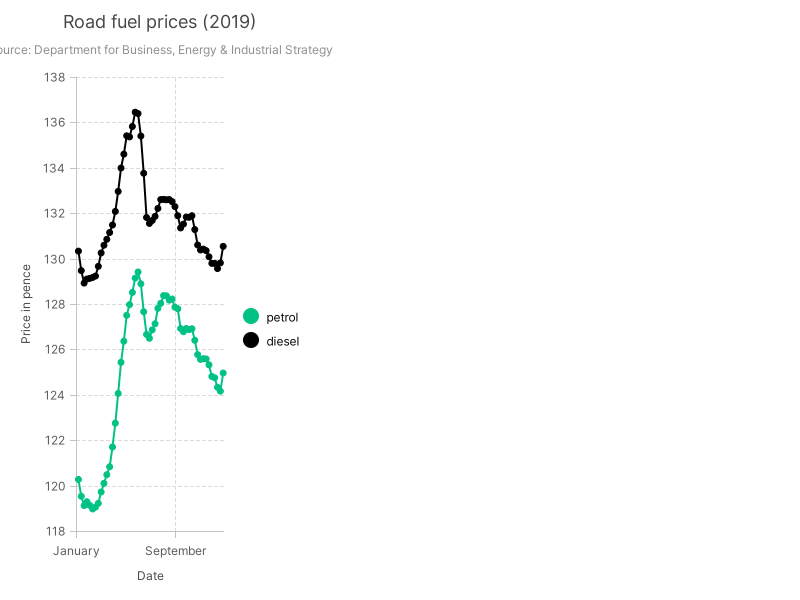 Road fuel prices (2019)
ource: Department for Business, Energy & Industrial Strategy
138
136
134
132
130
128
126
124
122
120
118
Price in pence
January
September
Date
petrol
diesel